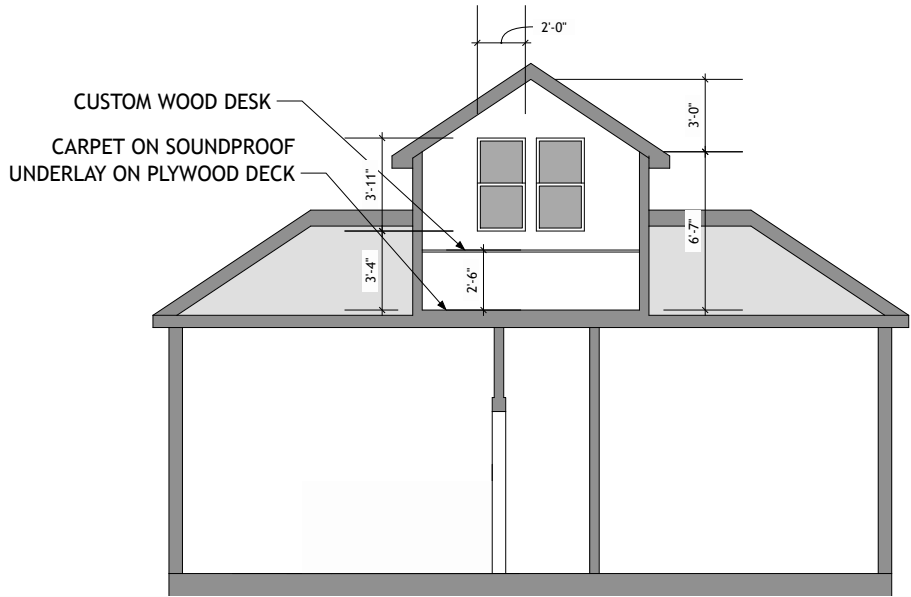 2'-0"
CUSTOM WOOD DESK
3'-0"
CARPET ON SOUNDPROOF
UNDERLAY ON PLYWOOD DECK
3'-11"
6'-7"
3'-4"
2'-6"